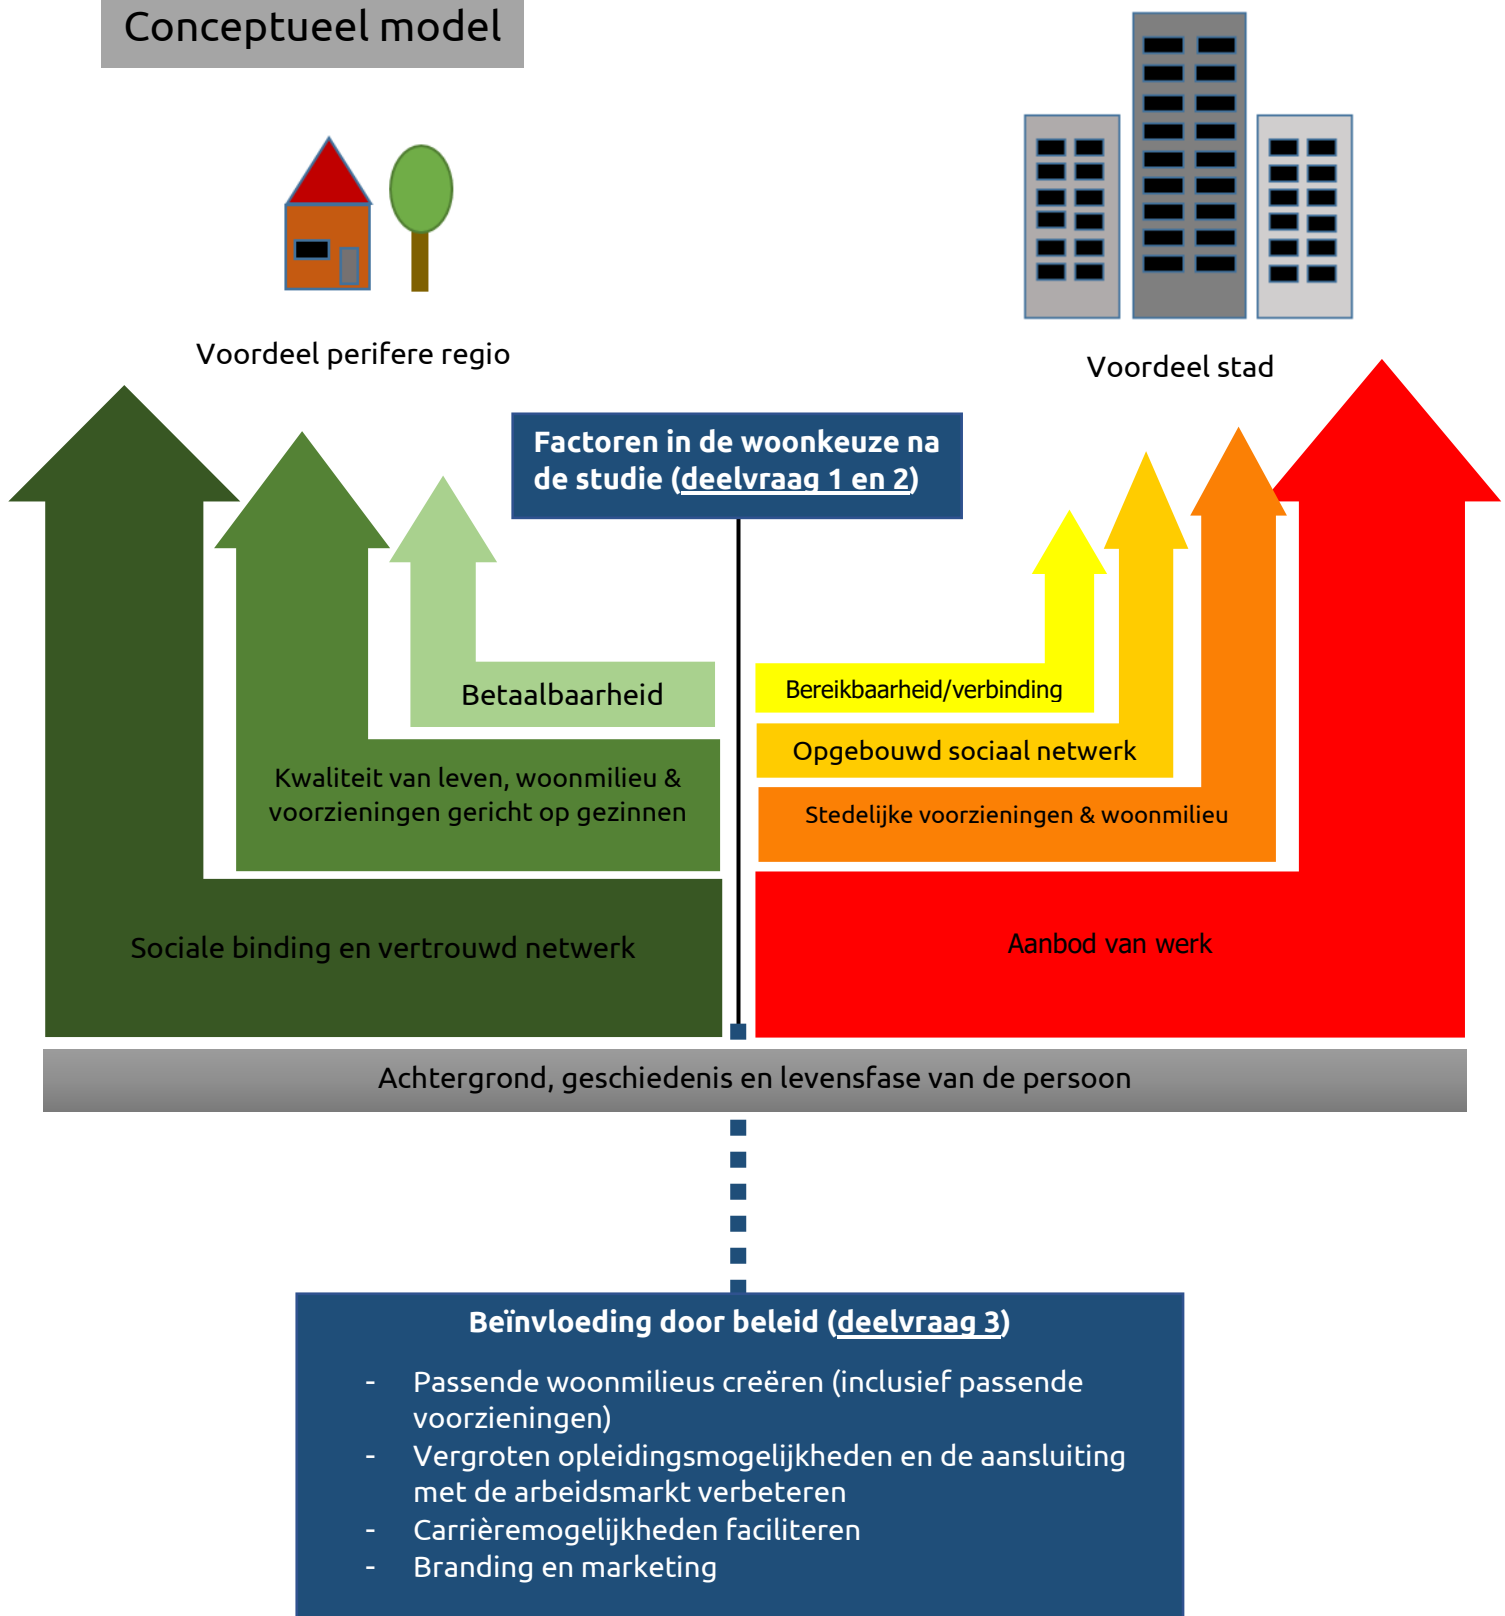 Conceptueel model
Voordeel perifere regio
Voordeel stad
Factoren in de woonkeuze na
de studie (deelvraag 1 en 2)
Betaalbaarheid
Kwaliteit van leven, woonmilieu &
voorzieningen gericht op gezinnen
Sociale binding en vertrouwd netwerk
Bereikbaarheid/verbinding
Opgebouwd sociaal netwerk
Stedelijke voorzieningen & woonmilieu
Aanbod van werk
Achtergrond, geschiedenis en levensfase van de persoon
Beïnvloeding door beleid (deelvraag 3)
- Passende woonmilieus creëren (inclusief passende
voorzieningen)
- Vergroten opleidingsmogelijkheden en de aansluiting
met de arbeidsmarkt verbeteren
- Carrièremogelijkheden faciliteren
- Branding en marketing